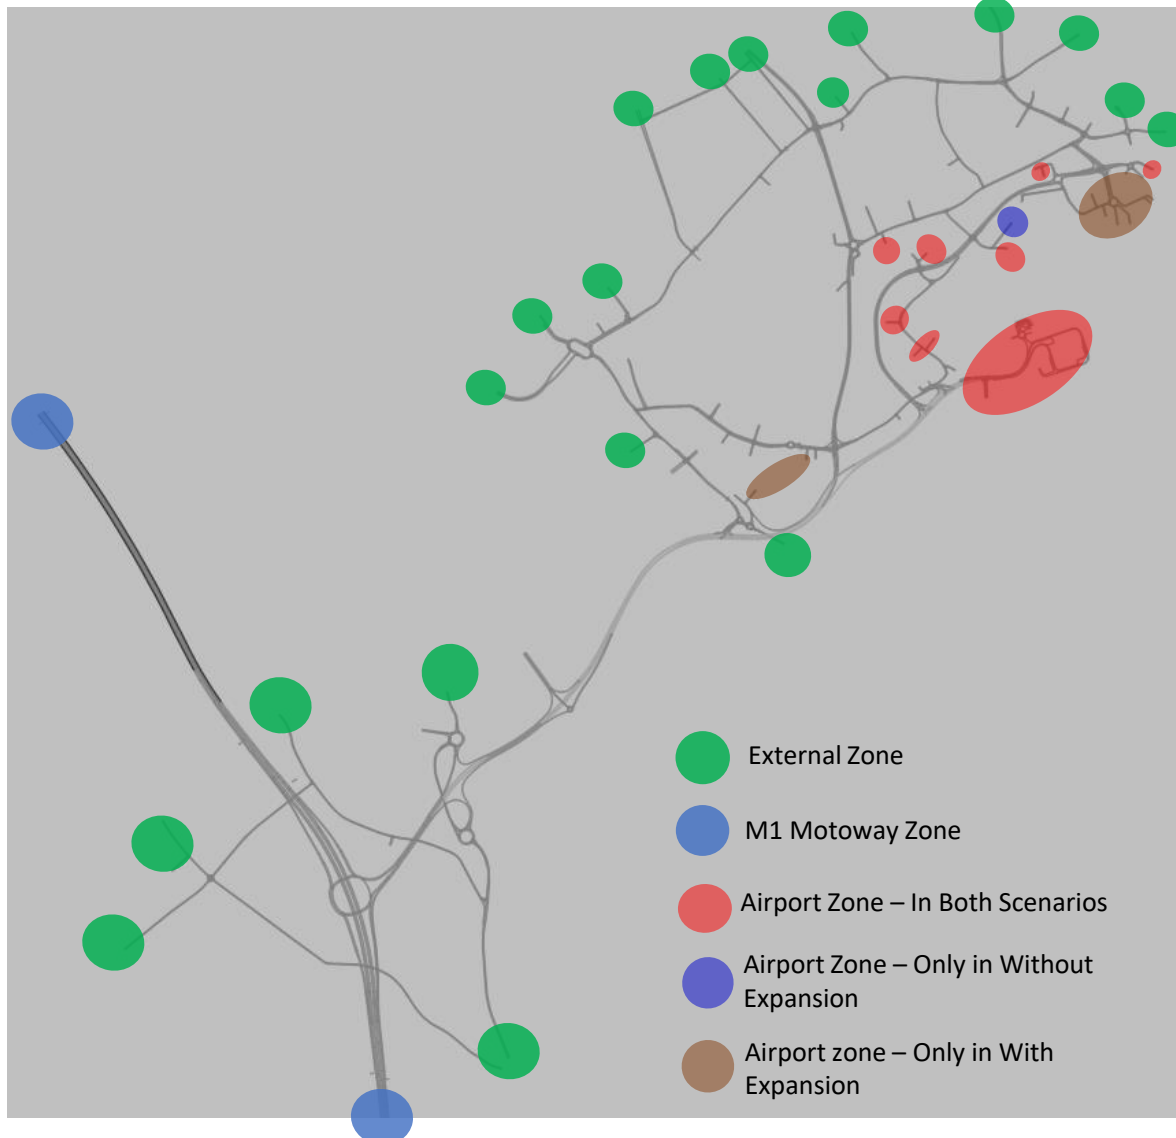 External Zone
M1 Motoway Zone
Airport Zone – In Both Scenarios
Airport Zone – Only in Without
Expansion
Airport zone – Only in With
Expansion